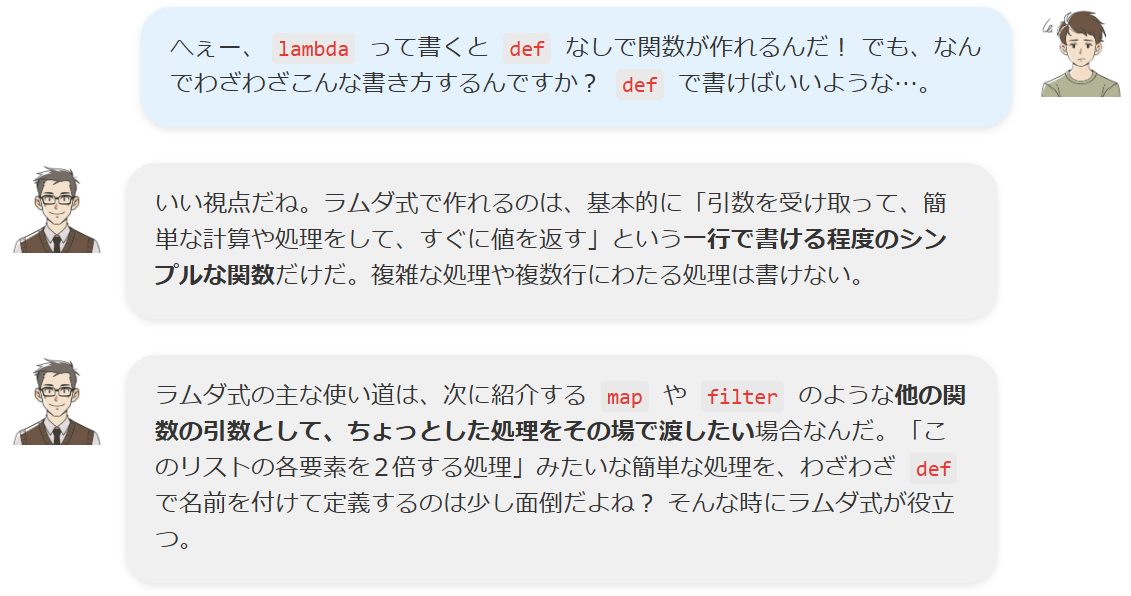 へぇー、 lambda って書くと def なしで関数が作れるんだ！ でも、なん
でわざわざこんな書き方するんですか？ def で書けばいいような…。
いい視点だね。ラムダ式で作れるのは、基本的に「引数を受け取って、簡
単な計算や処理をして、すぐに値を返す」という一行で書ける程度のシン
プルな関数だけだ。複雑な処理や複数行にわたる処理は書けない。
ラムダ式の主な使い道は、次に紹介する map や filter のような他の関
数の引数として、ちょっとした処理をその場で渡したい場合なんだ。「こ
のリストの各要素を２倍する処理」みたいな簡単な処理を、わざわざ def
で名前を付けて定義するのは少し面倒だよね？ そんな時にラムダ式が役立
つ。